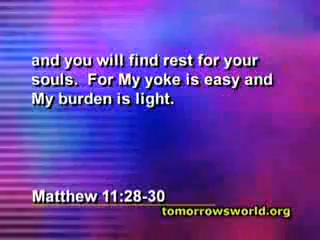 and you will find rest for your
souls.  For My yoke is easy and
My burden is light.
Matthew 11:28-30
tomorrowsworld.org